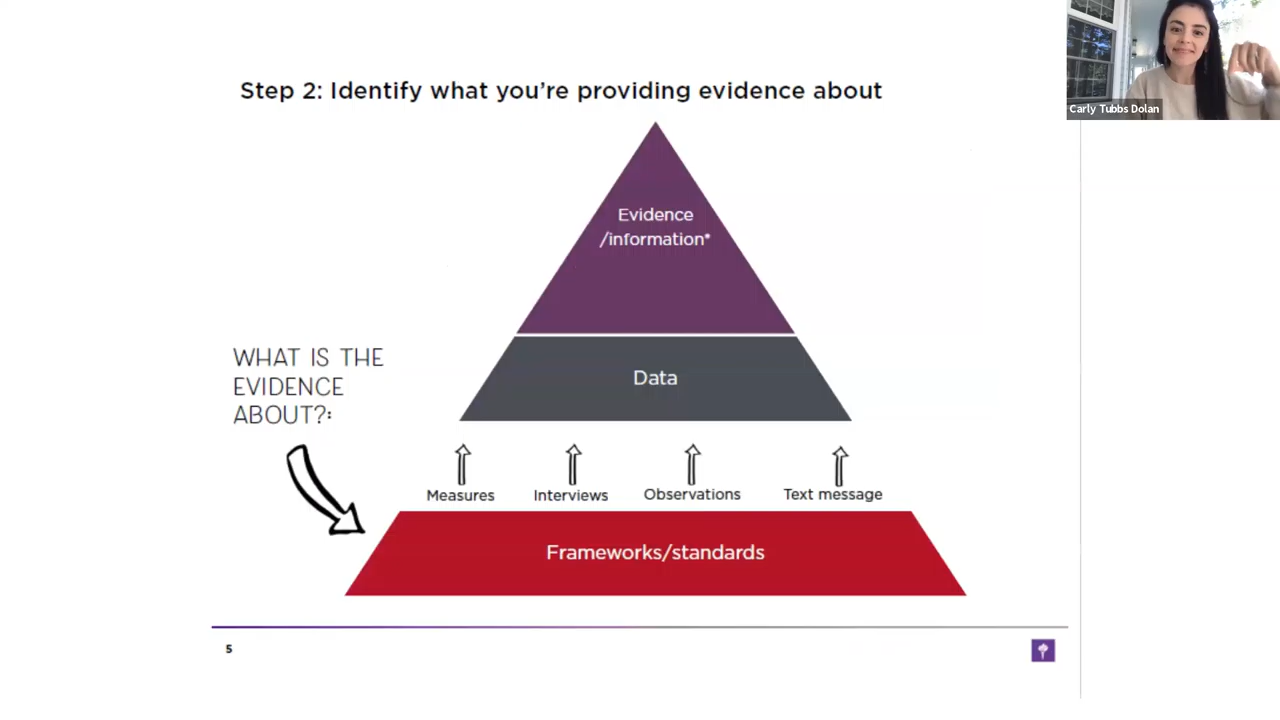 Carly Tubbs Dolan
Step 2: Identify what you're providing evidence about
Evidence
/information*
WHAT IS THE
EVIDENCE
ABOUT?:
Data
Measures
Interviews
Observations
Text message
Frameworks/standards
5